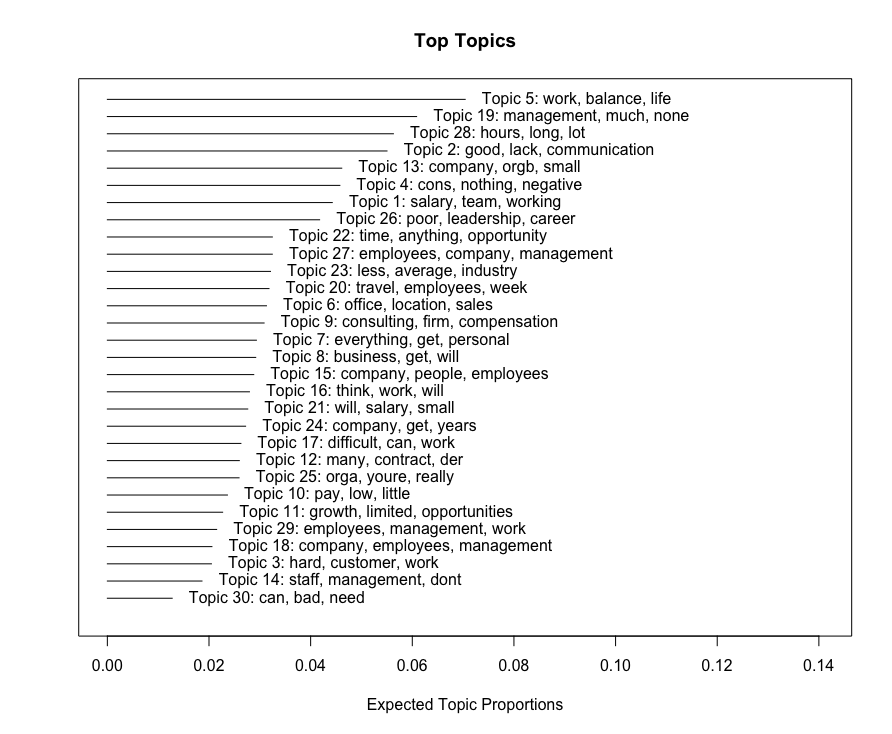 Top Topics
Topic 5: work, balance, life
Topic 19: management, much, none
Topic 28: hours, long, lot
Topic 2: good, lack, communication
Topic 13: company, orgb, small
Topic 4: cons, nothing, negative
Topic 1: salary, team, working
Topic 26: poor, leadership, career
Topic 22: time, anything, opportunity
Topic 27: employees, company, management
Topic 23: less, average, industry
Topic 20: travel, employees, week
Topic 6: office, location, sales
Topic 9: consulting, firm, compensation
Topic 7: everything, get, personal
Topic 8: business, get, will
Topic 15: company, people, employees
Topic 16: think, work, will
Topic 21: will, salary, small
Topic 24: company, get, years
Topic 17: difficult, can, work
Topic 12: many, contract, der
Topic 25: orga, youre, really
Topic 10: pay, low, little
Topic 11: growth, limited, opportunities
Topic 29: employees, management, work
Topic 18: company, employees, management
Topic 3: hard, customer, work
Topic 14: staff, management, dont
Topic 30: can, bad, need
0.00 0.02 0.04 0.06 0.08 0.10 0.12 0.14
Expected Topic Proportions